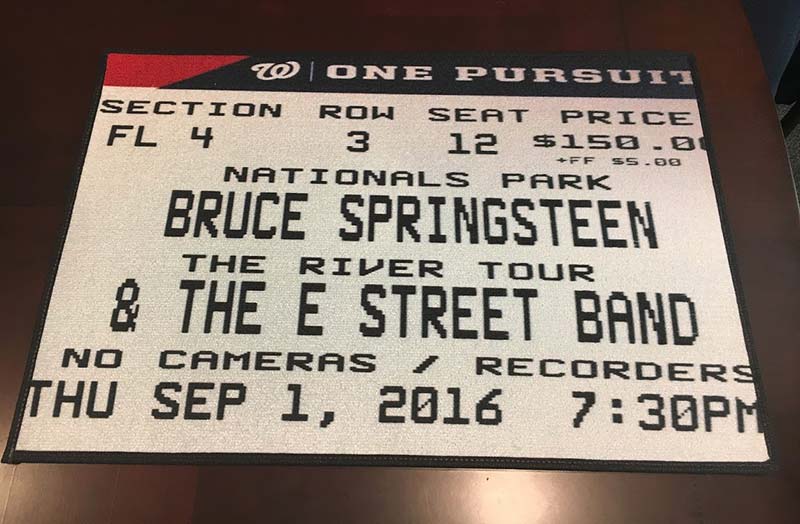 W | ONE PURSUIT
SECTION ROW SEAT PRICE
FL 4 3 12 $150.00
+FF $5.00
NATIONALS PARK
BRUCE SPRINGSTEEN
THE RIVER TOUR
& THE E STREET BAND
NO CAMERAS / RECORDERS
THU SEP 1, 2016 7:30PM